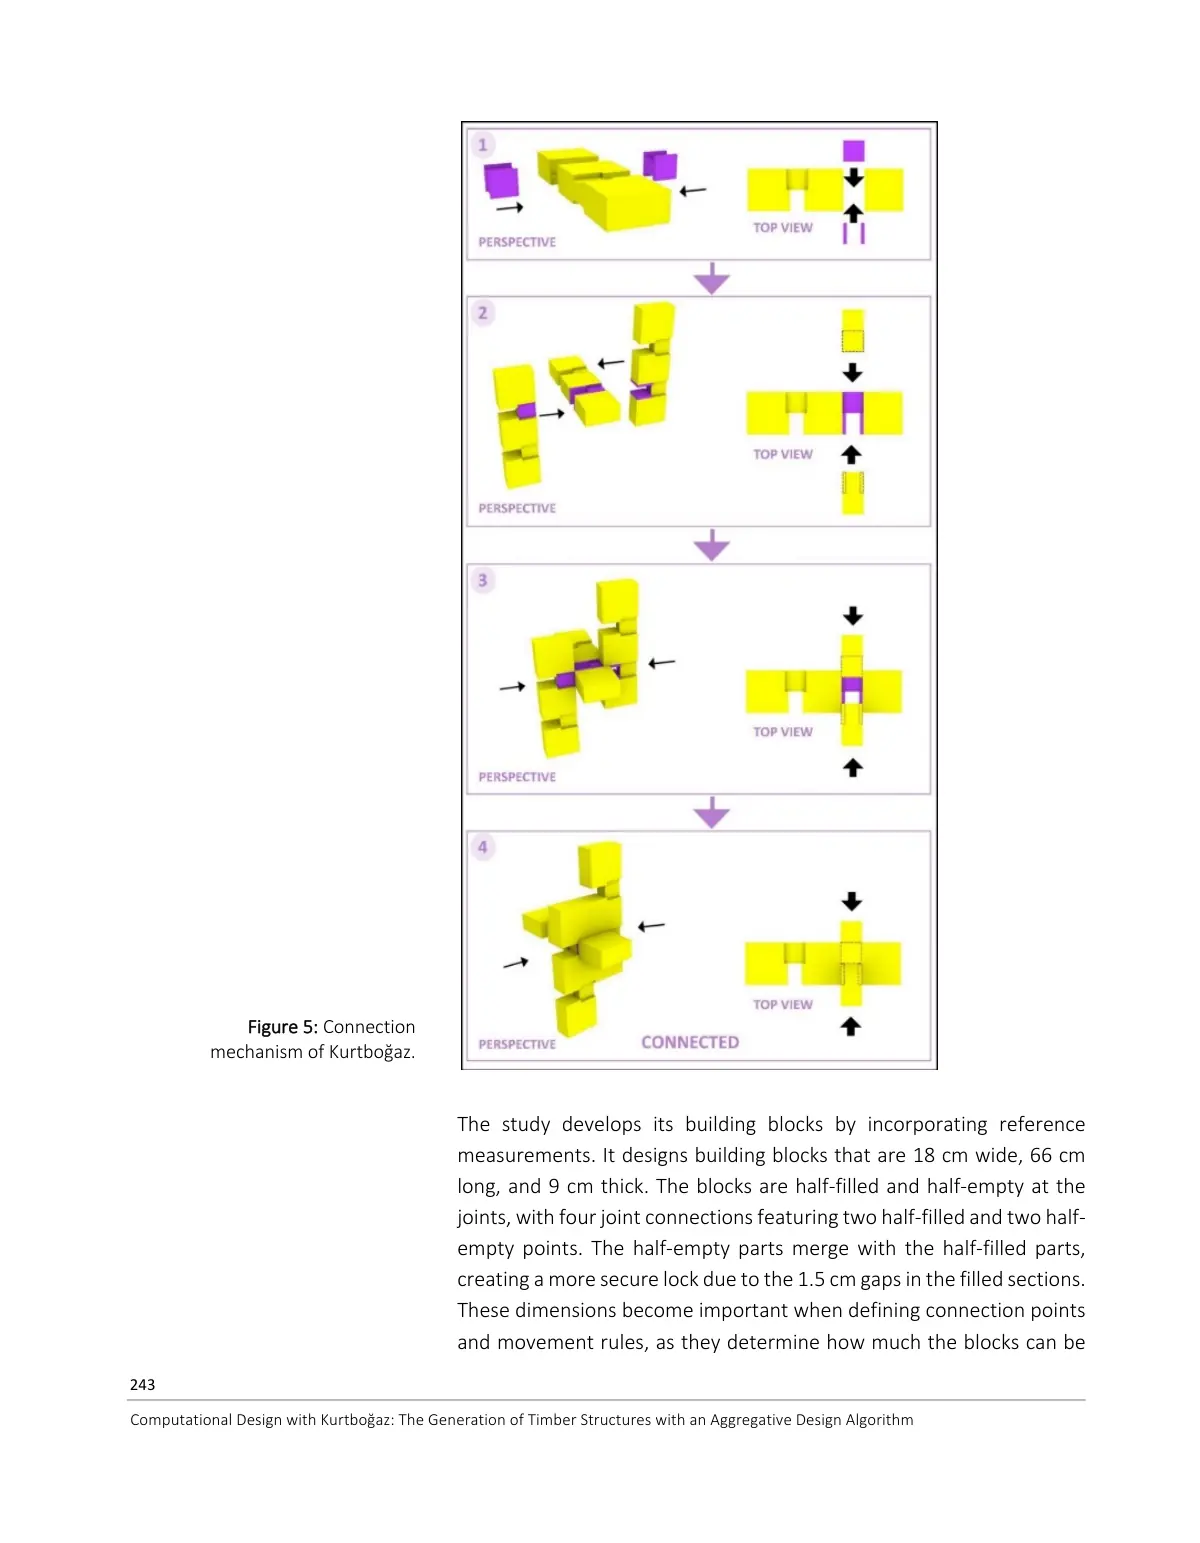 1
PERSPECTIVE
TOP VIEW
2
PERSPECTIVE
TOP VIEW
3
PERSPECTIVE
TOP VIEW
4
PERSPECTIVE
CONNECTED
TOP VIEW
Figure 5: Connection
mechanism of Kurtboğaz.
The study develops its building blocks by incorporating reference
measurements. It designs building blocks that are 18 cm wide, 66 cm
long, and 9 cm thick. The blocks are half-filled and half-empty at the
joints, with four joint connections featuring two half-filled and two half-
empty points. The half-empty parts merge with the half-filled parts,
creating a more secure lock due to the 1.5 cm gaps in the filled sections.
These dimensions become important when defining connection points
and movement rules, as they determine how much the blocks can be
243
Computational Design with Kurtboğaz: The Generation of Timber Structures with an Aggregative Design Algorithm